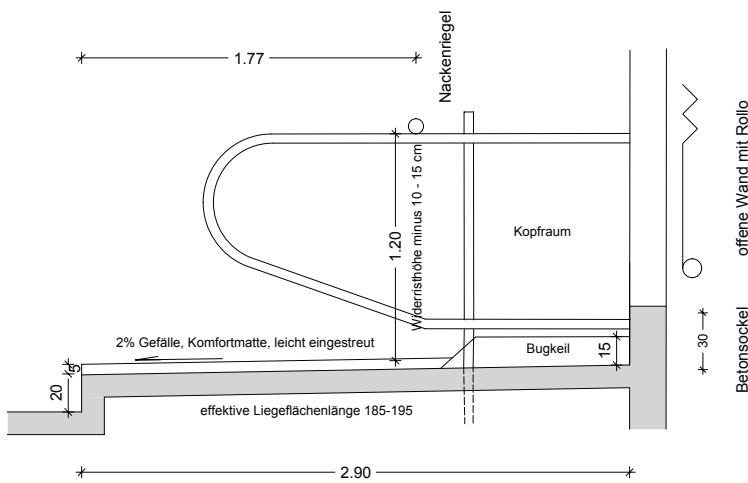 1.77
Nackenriegel
1.20
Widerristhöhe minus 10 - 15 cm
Kopfraum
offene Wand mit Rollo
2% Gefälle, Komfortmatte, leicht eingestreut
Bugkeil
15
30
Betonsockel
5
20
effektive Liegeflächenlänge 185-195
2.90